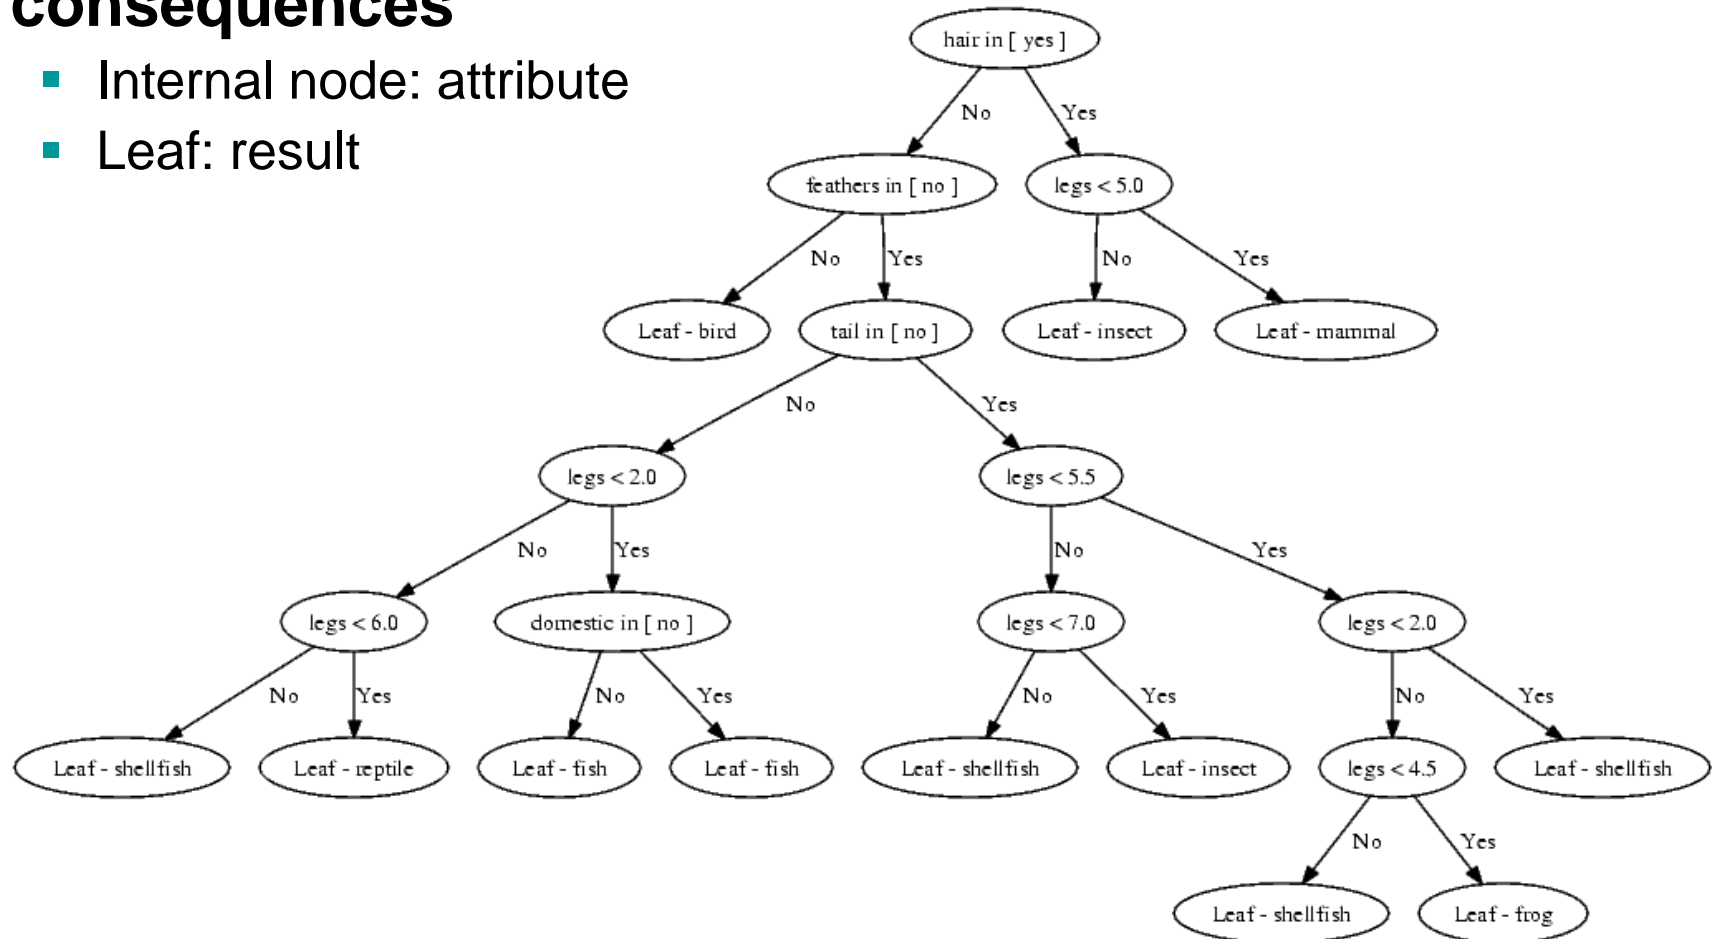 consequences
Internal node: attribute
Leaf: result
hair in [ yes ]
No
Yes
feathers in [ no ]
legs < 5.0
No
Yes
No
Yes
Leaf - bird
tail in [ no ]
Leaf - insect
Leaf - mammal
No
Yes
legs < 2.0
legs < 5.5
No
Yes
No
Yes
legs < 6.0
domestic in [ no ]
legs < 7.0
legs < 2.0
No
Yes
No
Yes
No
Yes
No
Yes
Leaf - shellfish
Leaf - reptile
Leaf - fish
Leaf - fish
Leaf - shellfish
Leaf - insect
legs < 4.5
Leaf - shellfish
No
Yes
Leaf - shellfish
Leaf - frog